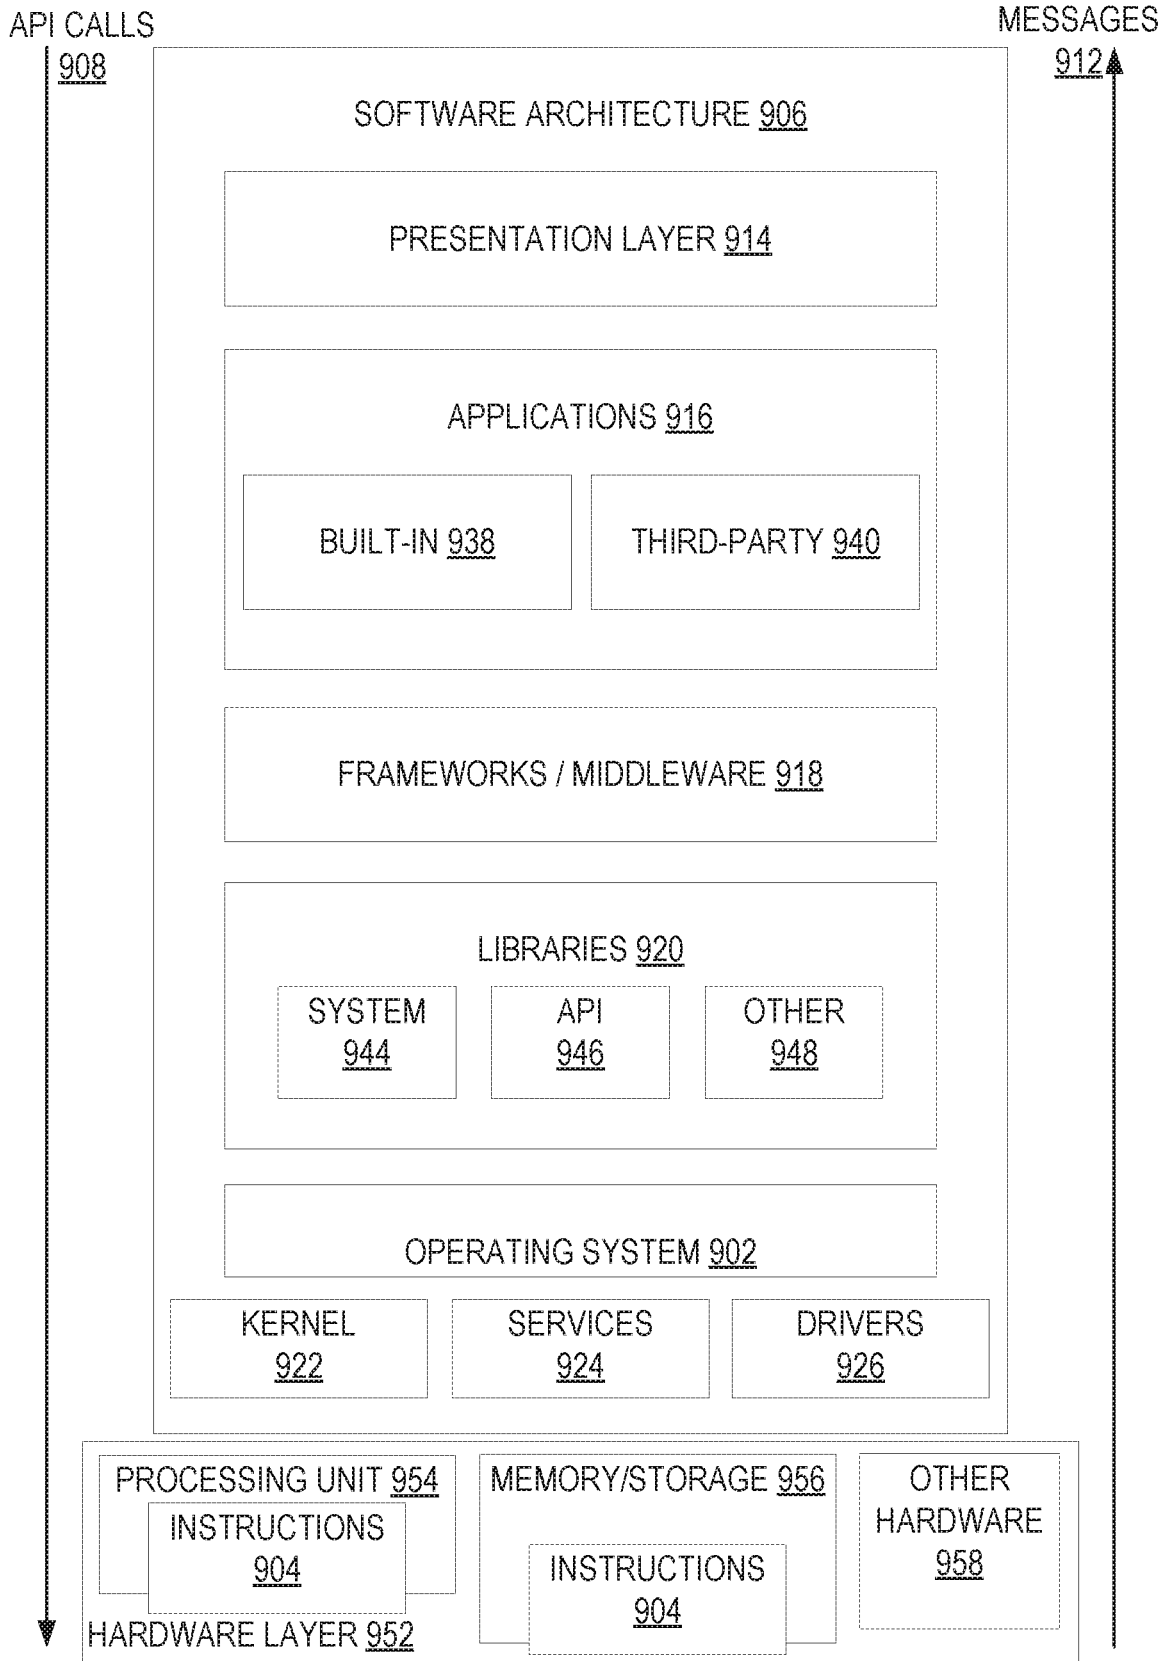 API CALLS
908
MESSAGES
912
SOFTWARE ARCHITECTURE 906
PRESENTATION LAYER 914
APPLICATIONS 916
BUILT-IN 938
THIRD-PARTY 940
FRAMEWORKS / MIDDLEWARE 918
LIBRARIES 920
SYSTEM
944
API
946
OTHER
948
OPERATING SYSTEM 902
KERNEL
922
SERVICES
924
DRIVERS
926
PROCESSING UNIT 954
INSTRUCTIONS
904
MEMORY/STORAGE 956
INSTRUCTIONS
904
OTHER
HARDWARE
958
HARDWARE LAYER 952